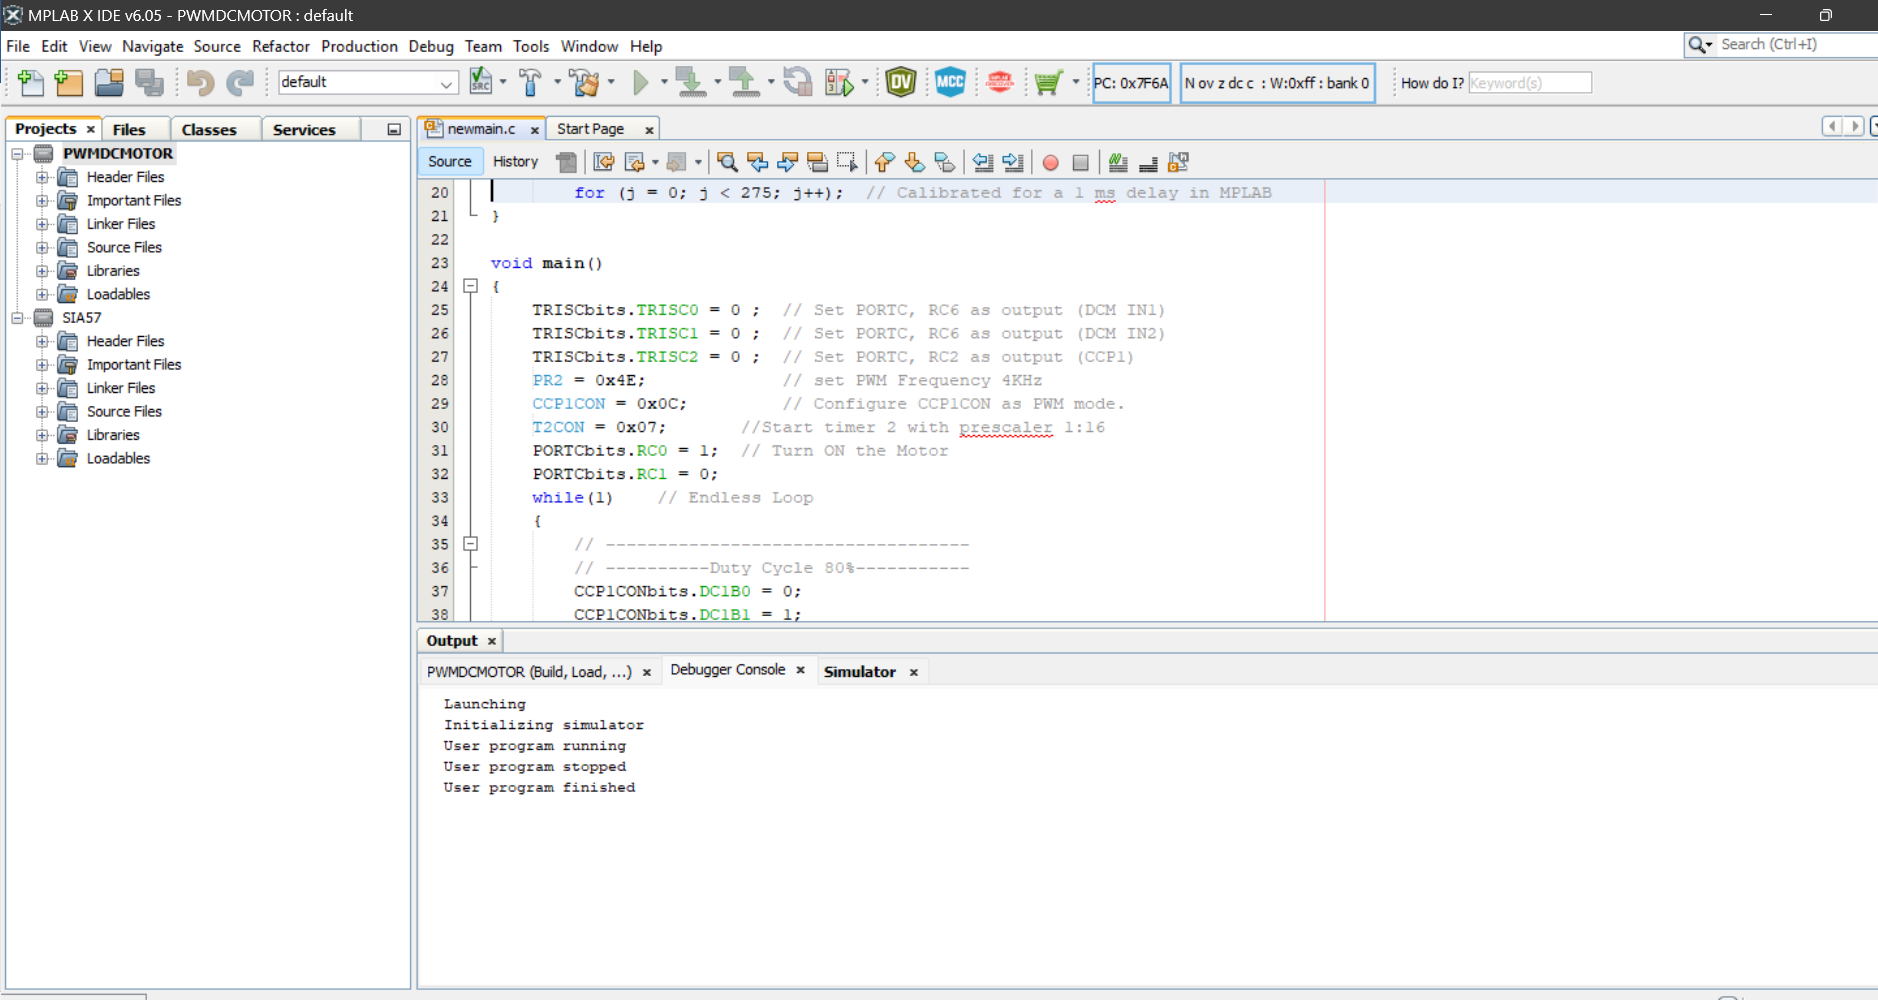 MPLAB X IDE v6.05 - PWMDCMOTOR : default
File Edit View Navigate Source Refactor Production Debug Team Tools Window Help
Search (Ctrl+I)
default
SRC
DV
MCC
PC: 0x7F6A
N ov z dc c : W:0xff : bank 0
How do I? Keyword(s)
Projects Files Classes Services
PWMDCMOTOR
Header Files
Important Files
Linker Files
Source Files
Libraries
Loadables
SIA57
Header Files
Important Files
Linker Files
Source Files
Libraries
Loadables
newmain.c Start Page
Source History
20 for (j = 0; j < 275; j++); // Calibrated for a 1 ms delay in MPLAB
21 }
22
23 void main()
24 {
25 TRISCbits.TRISC0 = 0 ; // Set PORTC, RC6 as output (DCM IN1)
26 TRISCbits.TRISC1 = 0 ; // Set PORTC, RC6 as output (DCM IN2)
27 TRISCbits.TRISC2 = 0 ; // Set PORTC, RC2 as output (CCP1)
28 PR2 = 0x4E; // set PWM Frequency 4KHz
29 CCP1CON = 0x0C; // Configure CCP1CON as PWM mode.
30 T2CON = 0x07; //Start timer 2 with prescaler 1:16
31 PORTCbits.RC0 = 1; // Turn ON the Motor
32 PORTCbits.RC1 = 0;
33 while(1) // Endless Loop
34 {
35 // -----------------------------------
36 // ----------Duty Cycle 80%-----------
37 CCP1CONbits.DC1B0 = 0;
38 CCP1CONbits.DC1B1 = 1;
Output
PWMDCMOTOR (Build, Load, ...) Debugger Console Simulator
Launching
Initializing simulator
User program running
User program stopped
User program finished